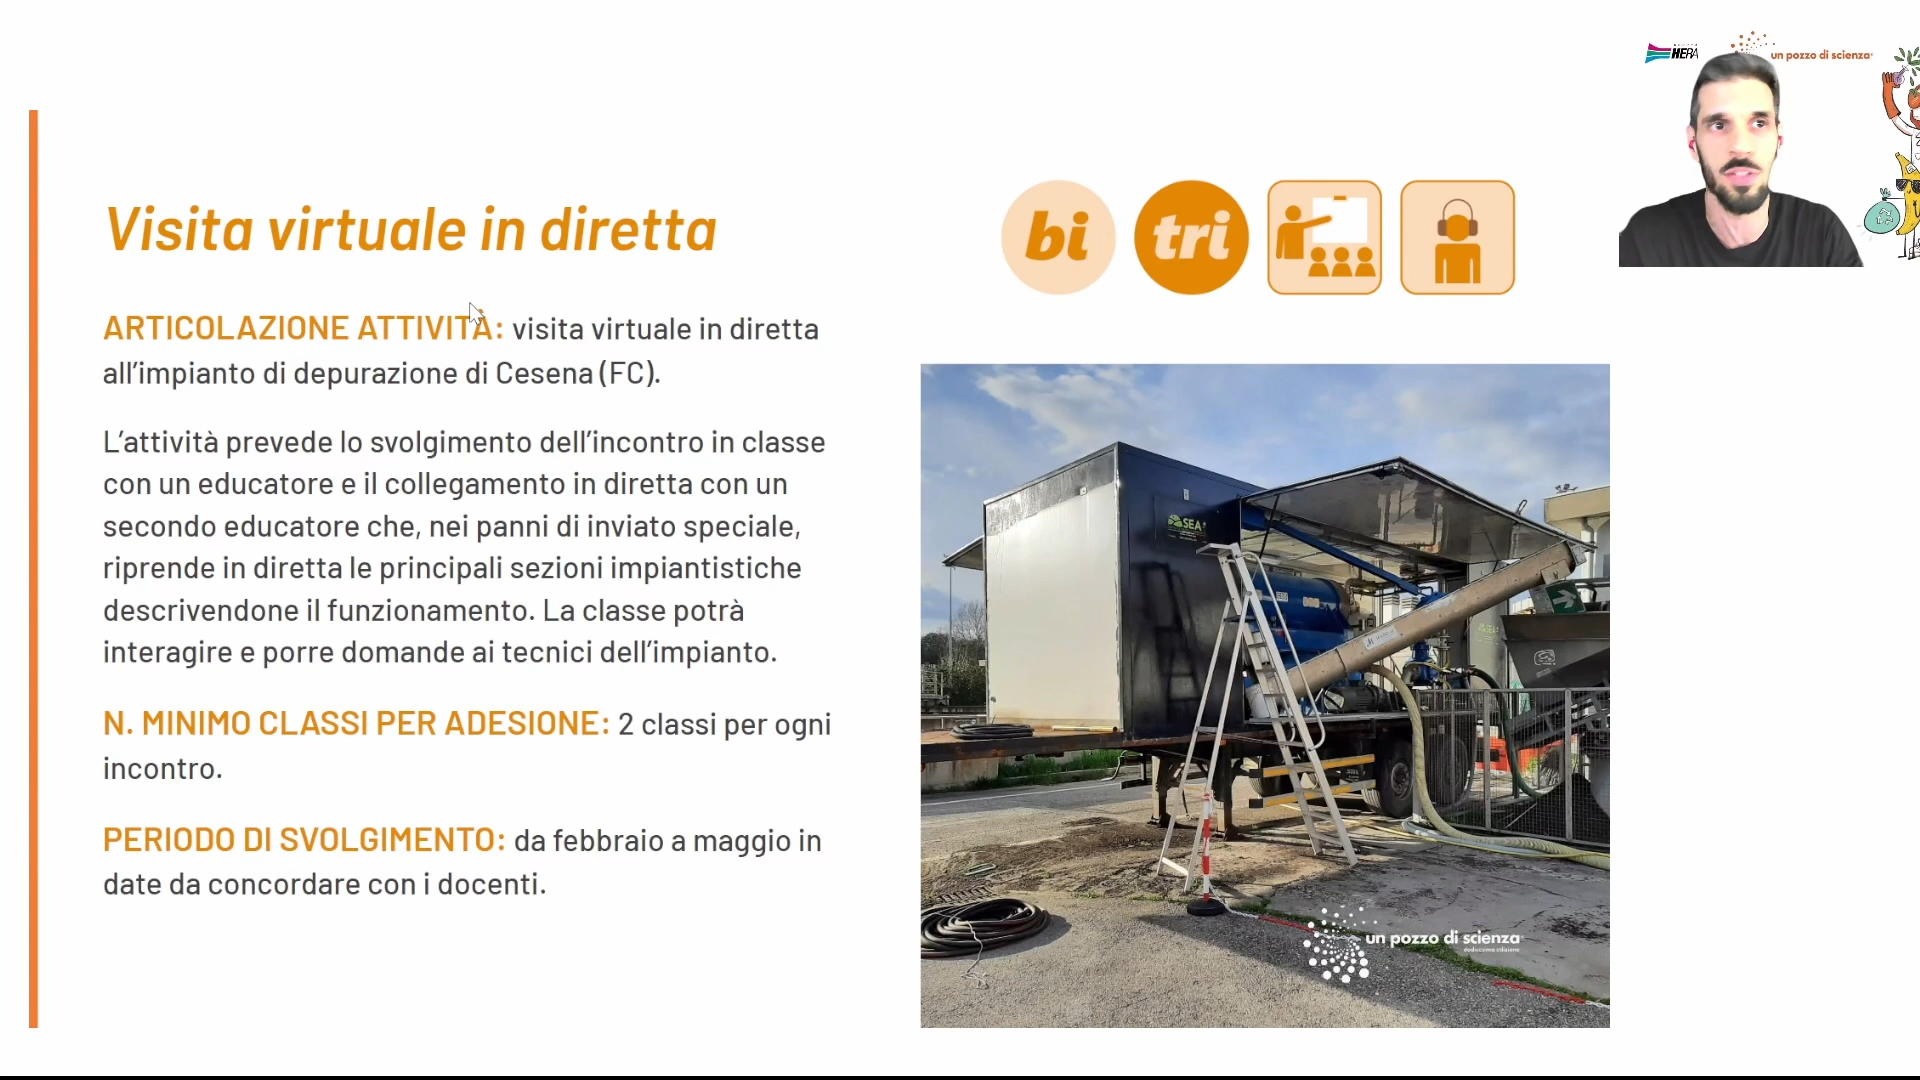 HERA
un pozzo di scienza
Visita virtuale in diretta
bi
tri
ARTICOLAZIONE ATTIVITÀ: visita virtuale in diretta
all’impianto di depurazione di Cesena (FC).
L’attività prevede lo svolgimento dell’incontro in classe
con un educatore e il collegamento in diretta con un
secondo educatore che, nei panni di inviato speciale,
riprende in diretta le principali sezioni impiantistiche
descrivendone il funzionamento. La classe potrà
interagire e porre domande ai tecnici dell’impianto.
N. MINIMO CLASSI PER ADESIONE: 2 classi per ogni
incontro.
PERIODO DI SVOLGIMENTO: da febbraio a maggio in
date da concordare con i docenti.
SEA
un pozzo di scienza